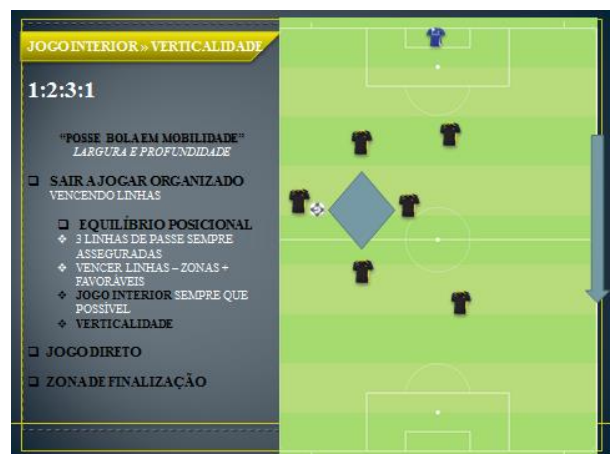 JOGO INTERIOR » VERTICALIDADE
1:2:3:1
“POSSE BOLA EM MOBILIDADE”
LARGURA E PROFUNDIDADE
SAIR A JOGAR ORGANIZADO
VENCENDO LINHAS
EQUILÍBRIO POSICIONAL
3 LINHAS DE PASSE SEMPRE
ASSEGURADAS
VENCER LINHAS – ZONAS +
FAVORÁVEIS
JOGO INTERIOR SEMPRE QUE
POSSÍVEL
VERTICALIDADE
JOGO DIRETO
ZONA DE FINALIZAÇÃO